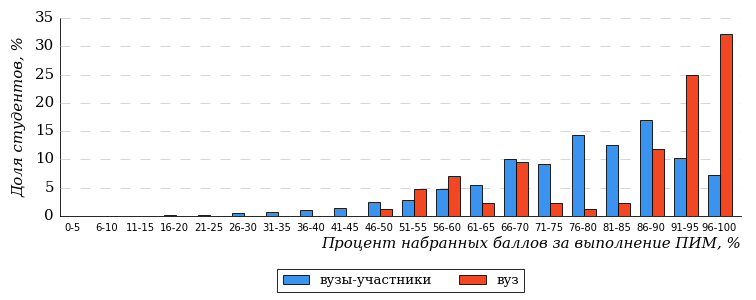 Доля студентов, %
35
30
25
20
15
10
5
0
0-5 6-10 11-15 16-20 21-25 26-30 31-35 36-40 41-45 46-50 51-55 56-60 61-65 66-70 71-75 76-80 81-85 86-90 91-95 96-100
Процент набранных баллов за выполнение ПИМ, %
вузы-участники вуз